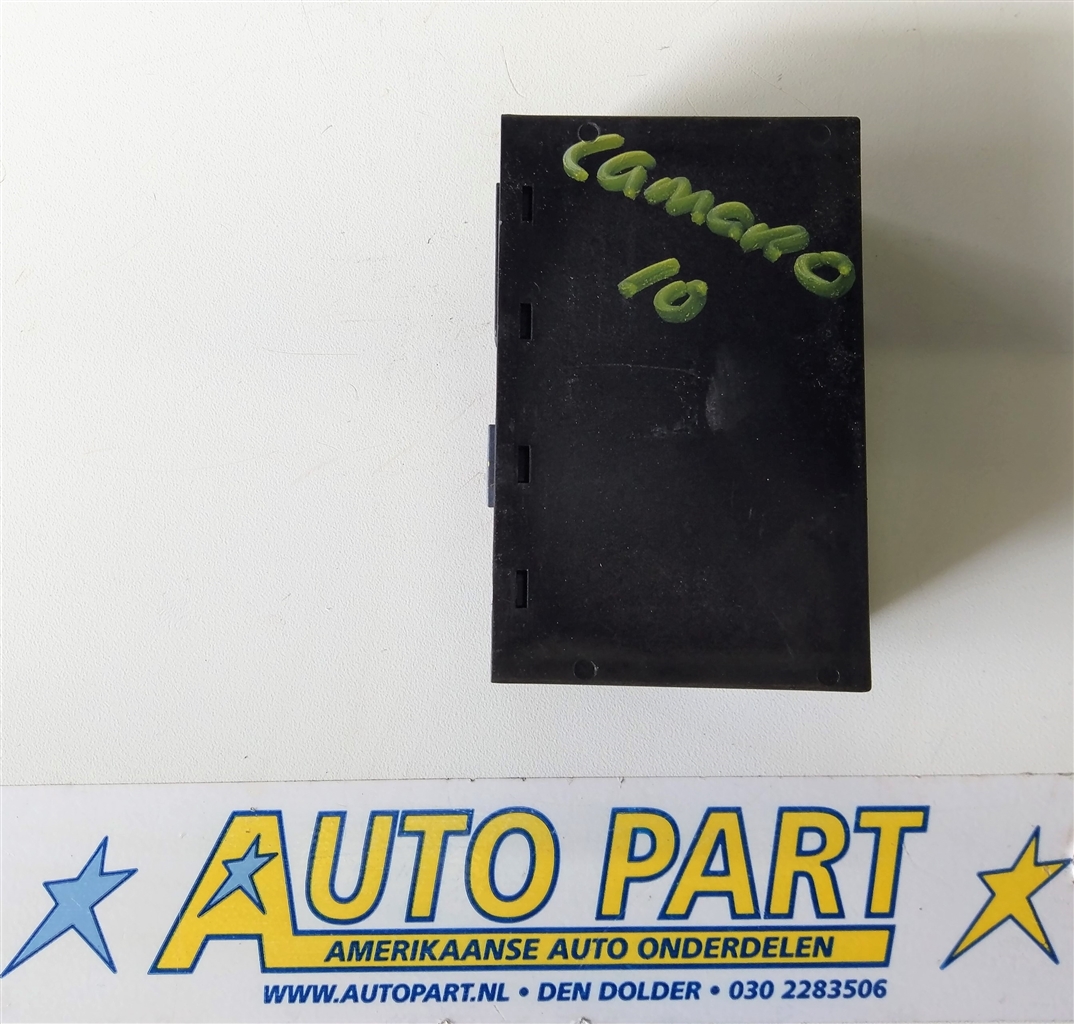 Camaro
10
AUTO PART
AMERIKAANSE AUTO ONDERDELEN
WWW.AUTOPART.NL • DEN DOLDER • 030 2283506